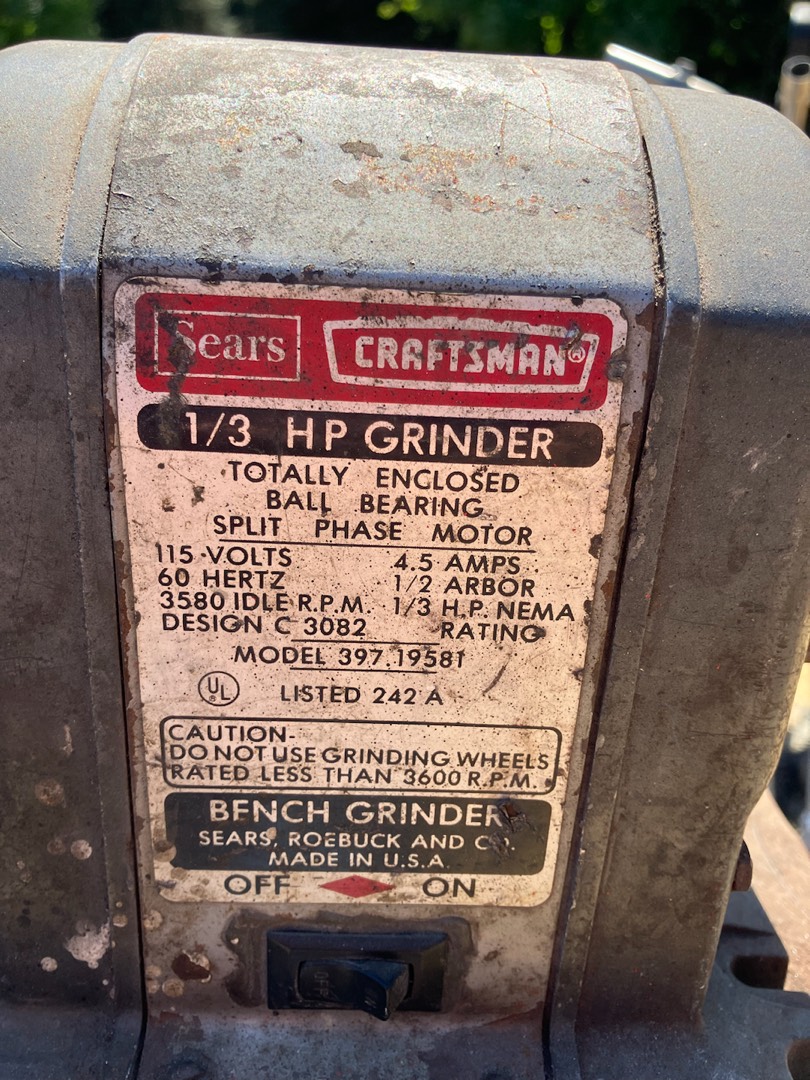 Sears CRAFTSMAN®
1/3 HP GRINDER
TOTALLY ENCLOSED
BALL BEARING
SPLIT PHASE MOTOR
115 VOLTS 4.5 AMPS
60 HERTZ 1/2 ARBOR
3580 IDLE R.P.M. 1/3 H.P. NEMA
DESIGN C 3082 RATING
MODEL 397.19581
UL ® LISTED 242 A
CAUTION-
DO NOT USE GRINDING WHEELS
RATED LESS THAN 3600 R.P.M.
BENCH GRINDER
SEARS, ROEBUCK AND CO.
MADE IN U.S.A.
OFF ON
OFF